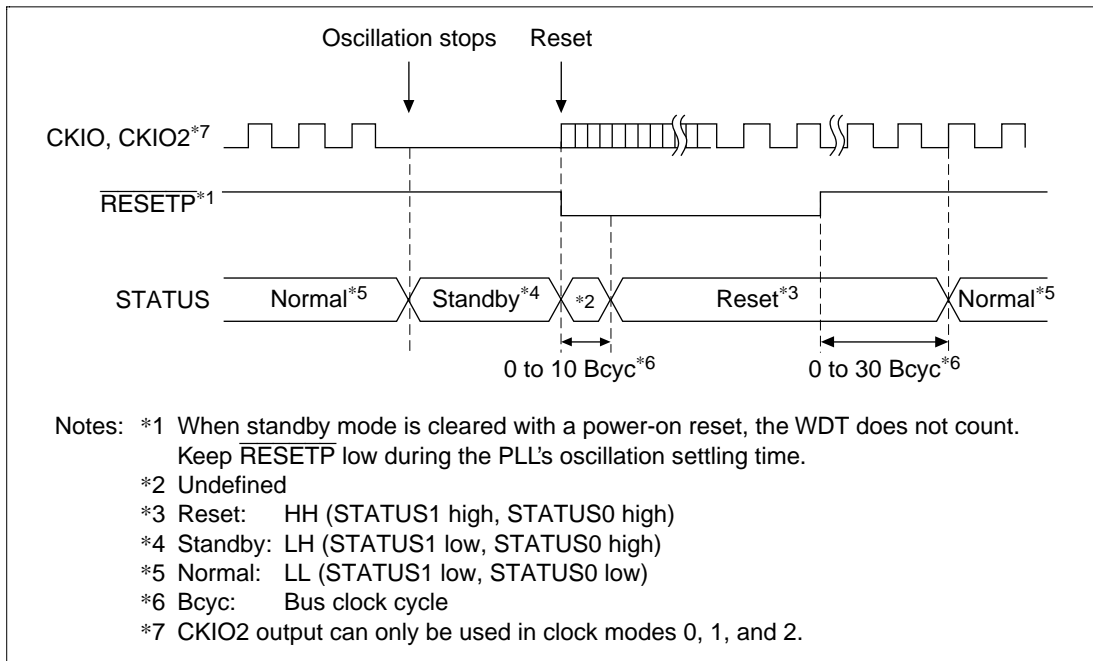 Oscillation stops Reset
CKIO, CKIO2*7
RESETP*1
STATUS Normal*5 Standby*4 *2 Reset*3 Normal*5
0 to 10 Bcyc*6 0 to 30 Bcyc*6
Notes: *1 When standby mode is cleared with a power-on reset, the WDT does not count.
Keep RESETP low during the PLL's oscillation settling time.
*2 Undefined
*3 Reset: HH (STATUS1 high, STATUS0 high)
*4 Standby: LH (STATUS1 low, STATUS0 high)
*5 Normal: LL (STATUS1 low, STATUS0 low)
*6 Bcyc: Bus clock cycle
*7 CKIO2 output can only be used in clock modes 0, 1, and 2.